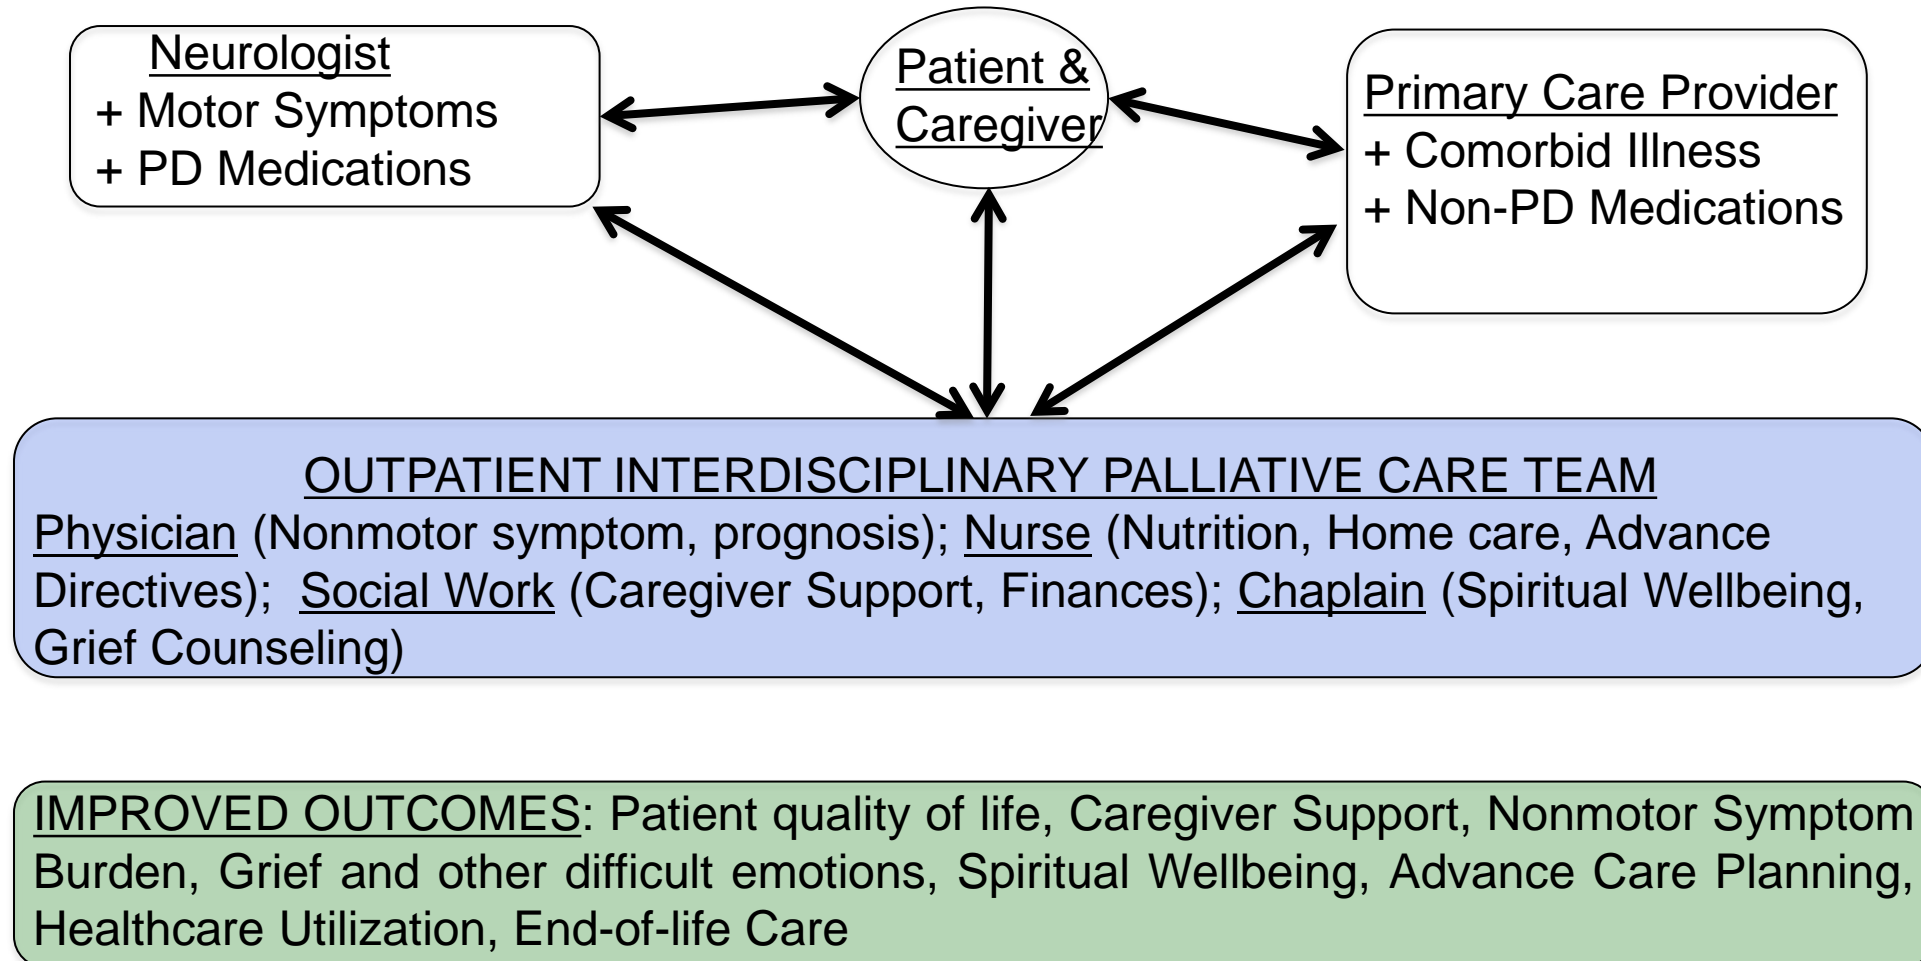 Neurologist
+ Motor Symptoms
+ PD Medications
Patient &
Caregiver
Primary Care Provider
+ Comorbid Illness
+ Non-PD Medications
OUTPATIENT INTERDISCIPLINARY PALLIATIVE CARE TEAM
Physician (Nonmotor symptom, prognosis); Nurse (Nutrition, Home care, Advance
Directives); Social Work (Caregiver Support, Finances); Chaplain (Spiritual Wellbeing,
Grief Counseling)
IMPROVED OUTCOMES: Patient quality of life, Caregiver Support, Nonmotor Symptom
Burden, Grief and other difficult emotions, Spiritual Wellbeing, Advance Care Planning,
Healthcare Utilization, End-of-life Care